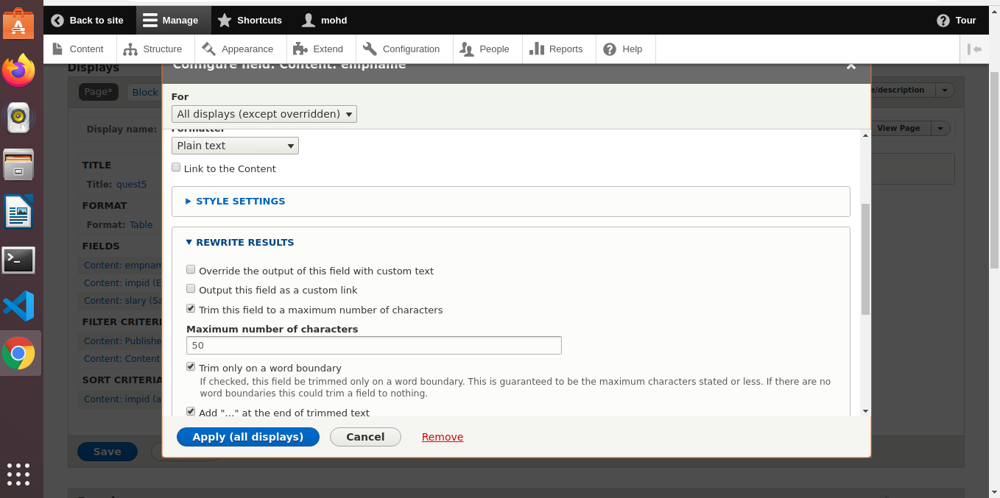 Back to site Manage Shortcuts mohd Tour
Content Structure Appearance Extend Configuration People Reports Help
Displays
Configure field: Content: empname
Page* Block
For
All displays (except overridden)
e/description
Display name:
View Page
Formatter
Plain text
Link to the Content
TITLE
Title: quest5
FORMAT
Format: Table
FIELDS
Content: empnam
Content: impid (E
Content: slary (Sa
FILTER CRITERI
Content: Publishe
Content: Content
SORT CRITERIA
Content: impid (a
STYLE SETTINGS
REWRITE RESULTS
Override the output of this field with custom text
Output this field as a custom link
Trim this field to a maximum number of characters
Maximum number of characters
50
Trim only on a word boundary
If checked, this field be trimmed only on a word boundary. This is guaranteed to be the maximum characters stated or less. If there are no
word boundaries this could trim a field to nothing.
Add "…" at the end of trimmed text
Apply (all displays) Cancel Remove
Save